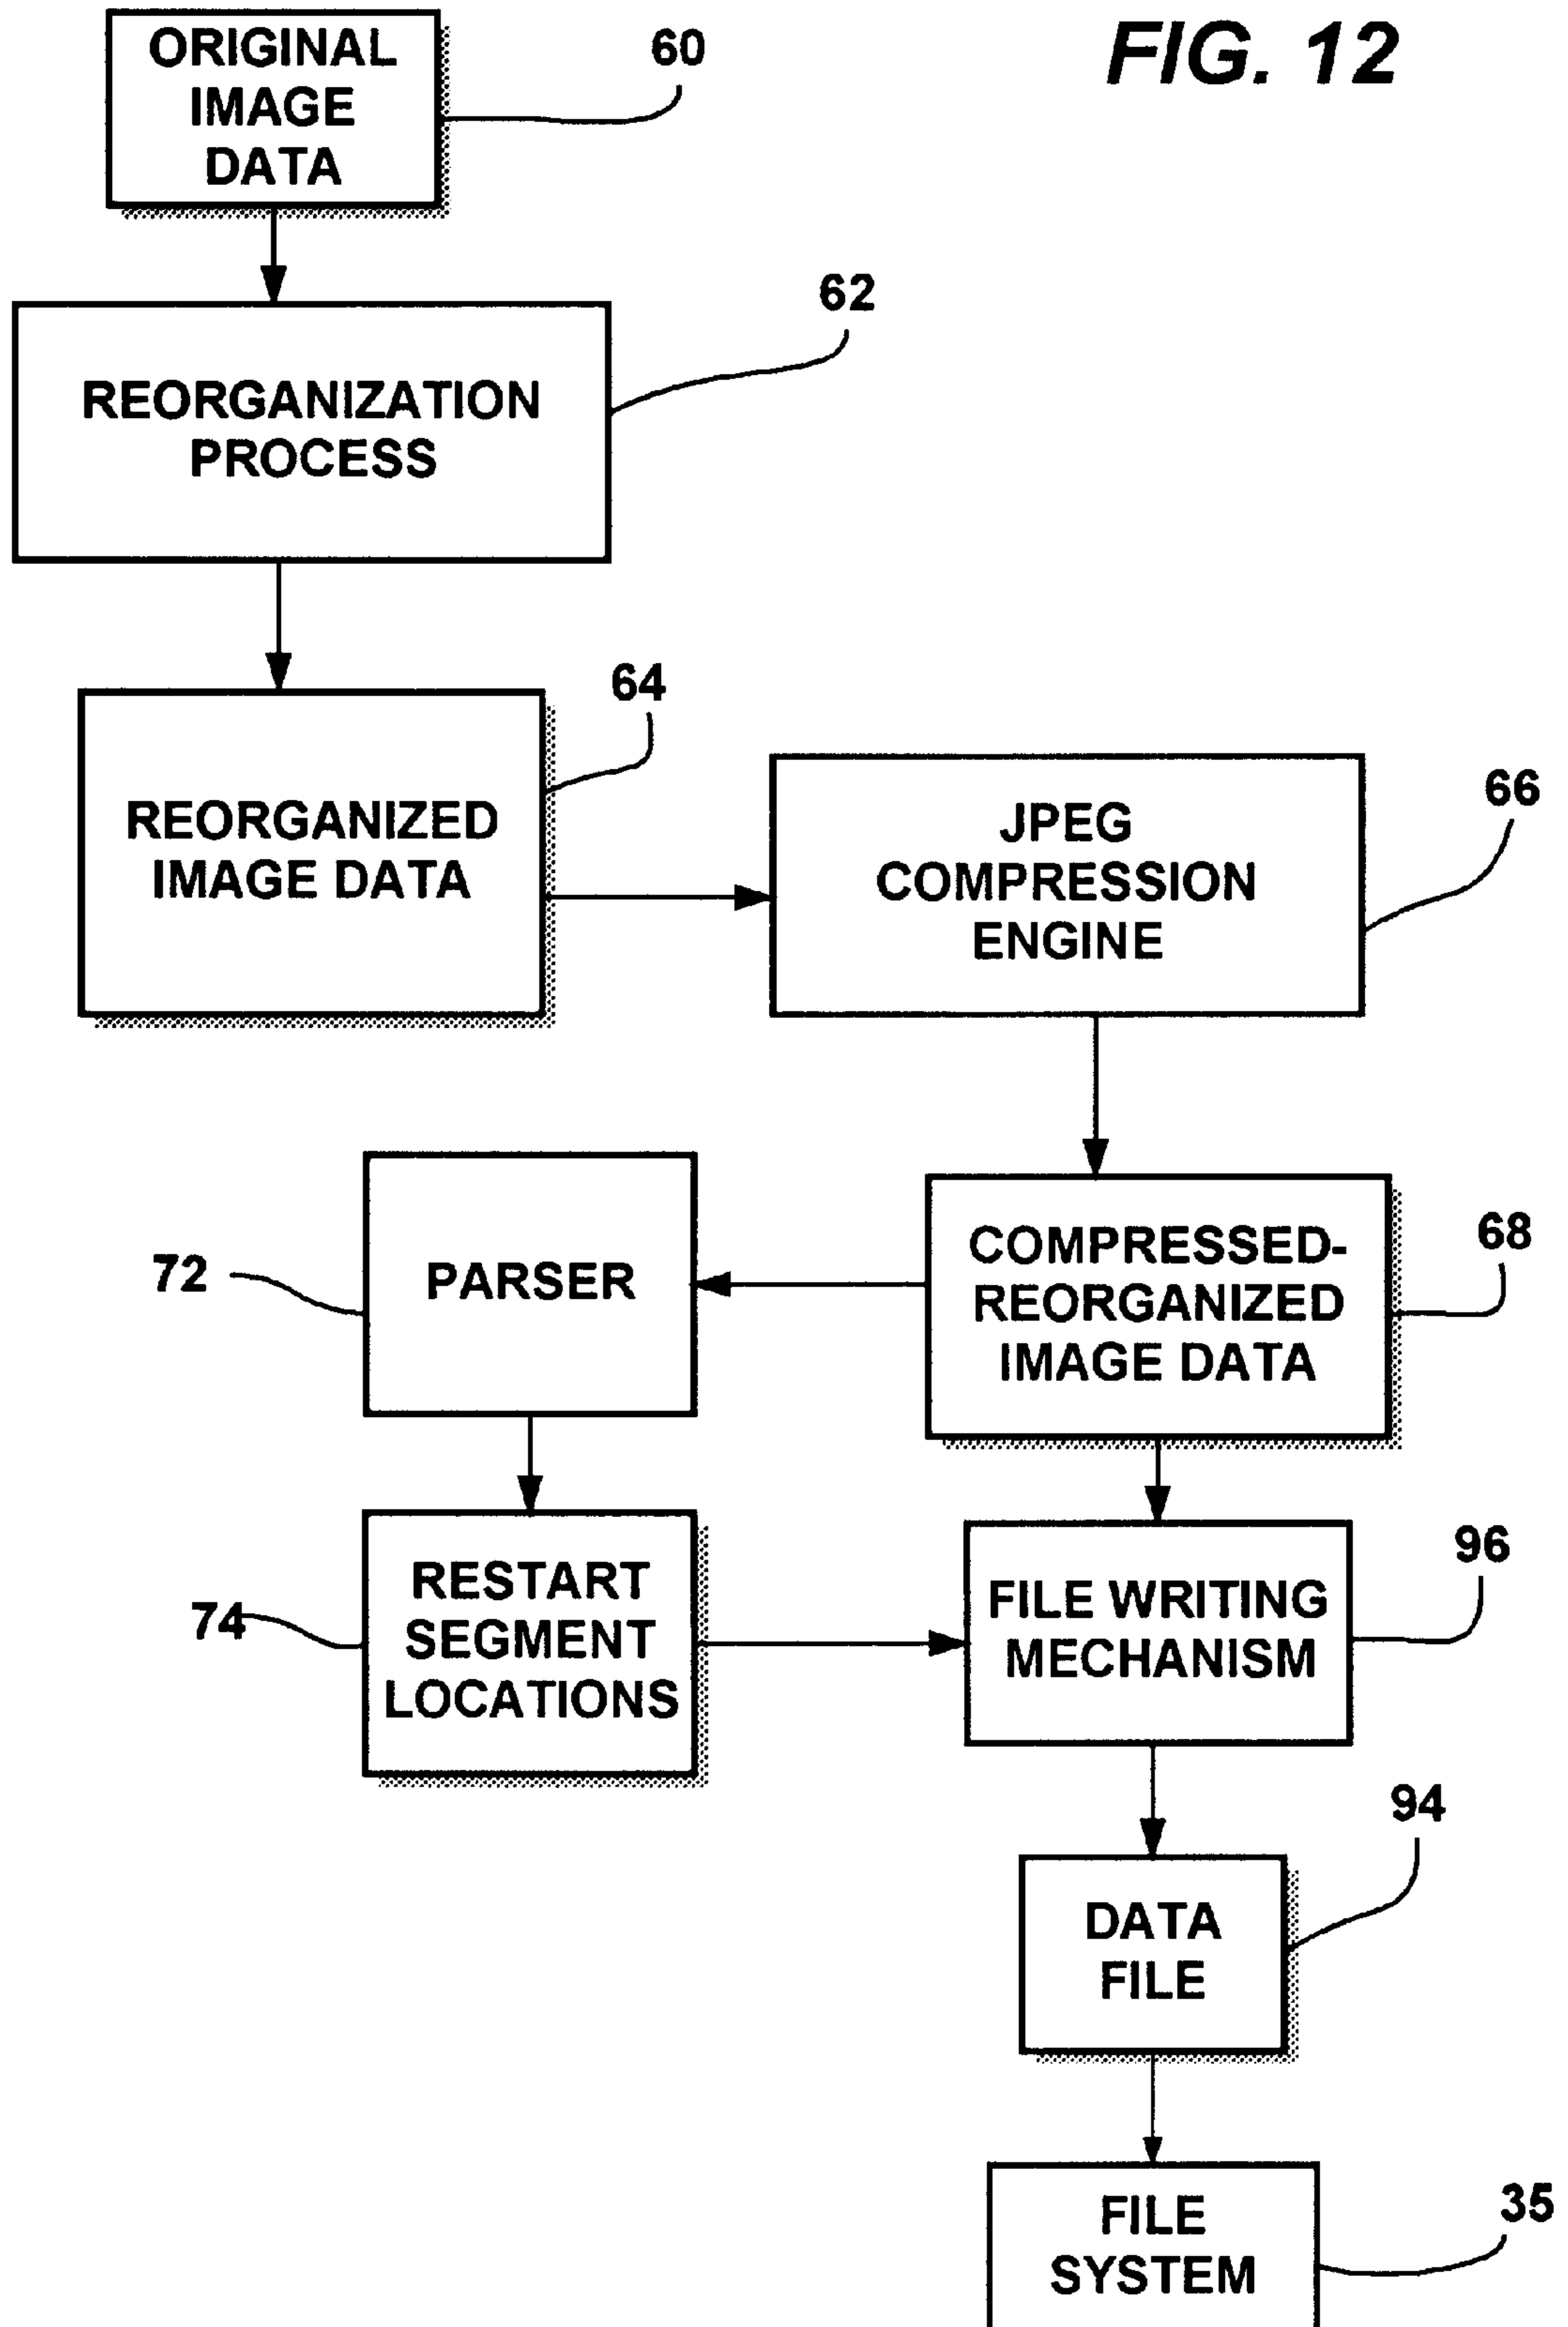 FIG. 12
ORIGINAL
IMAGE
DATA
60
62
REORGANIZATION
PROCESS
64
REORGANIZED
IMAGE DATA
66
JPEG
COMPRESSION
ENGINE
72
PARSER
68
COMPRESSED-
REORGANIZED
IMAGE DATA
74
RESTART
SEGMENT
LOCATIONS
96
FILE WRITING
MECHANISM
94
DATA
FILE
35
FILE
SYSTEM